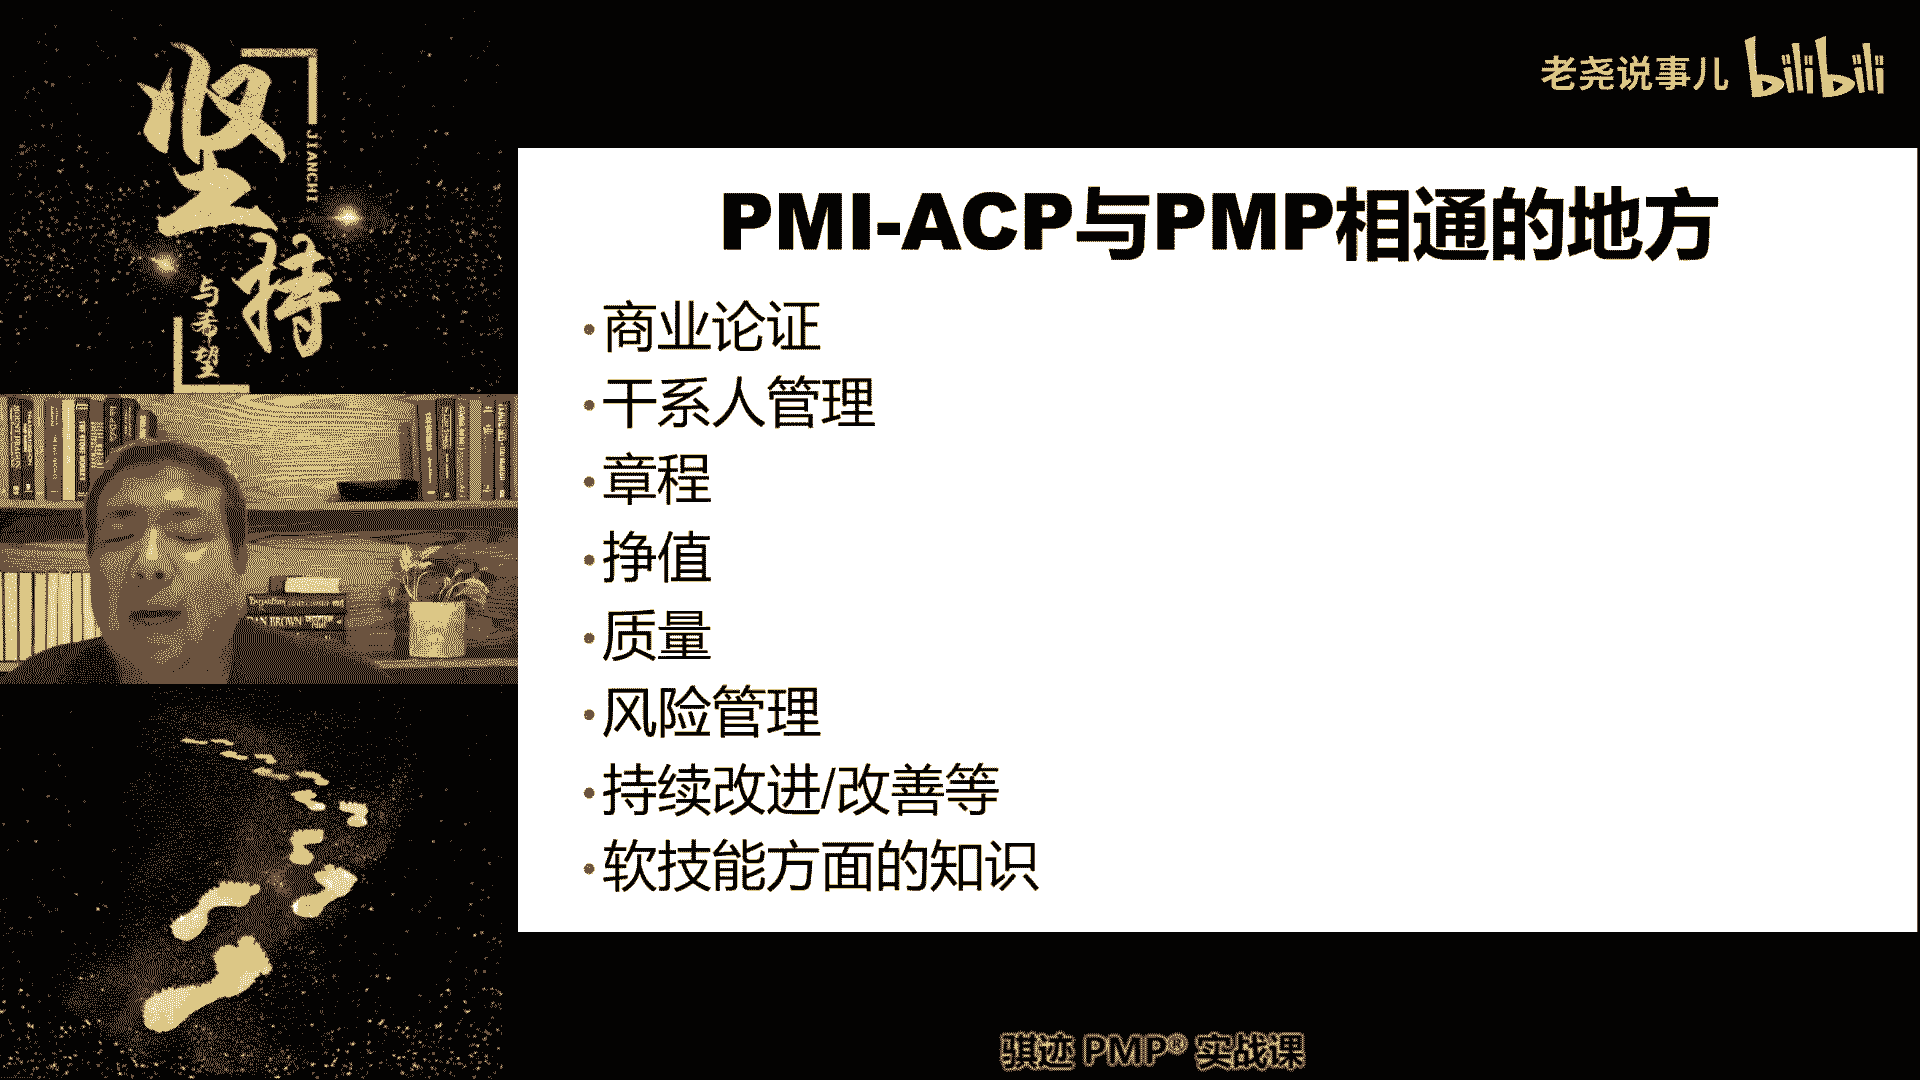 坚持
JIANCHI
与希望
老尧说事儿 bilibili
PMI-ACP与PMP相通的地方
•商业论证
•干系人管理
•章程
•挣值
•质量
•风险管理
•持续改进/改善等
•软技能方面的知识
DAN BROWN
骐迹 PMP® 实战课